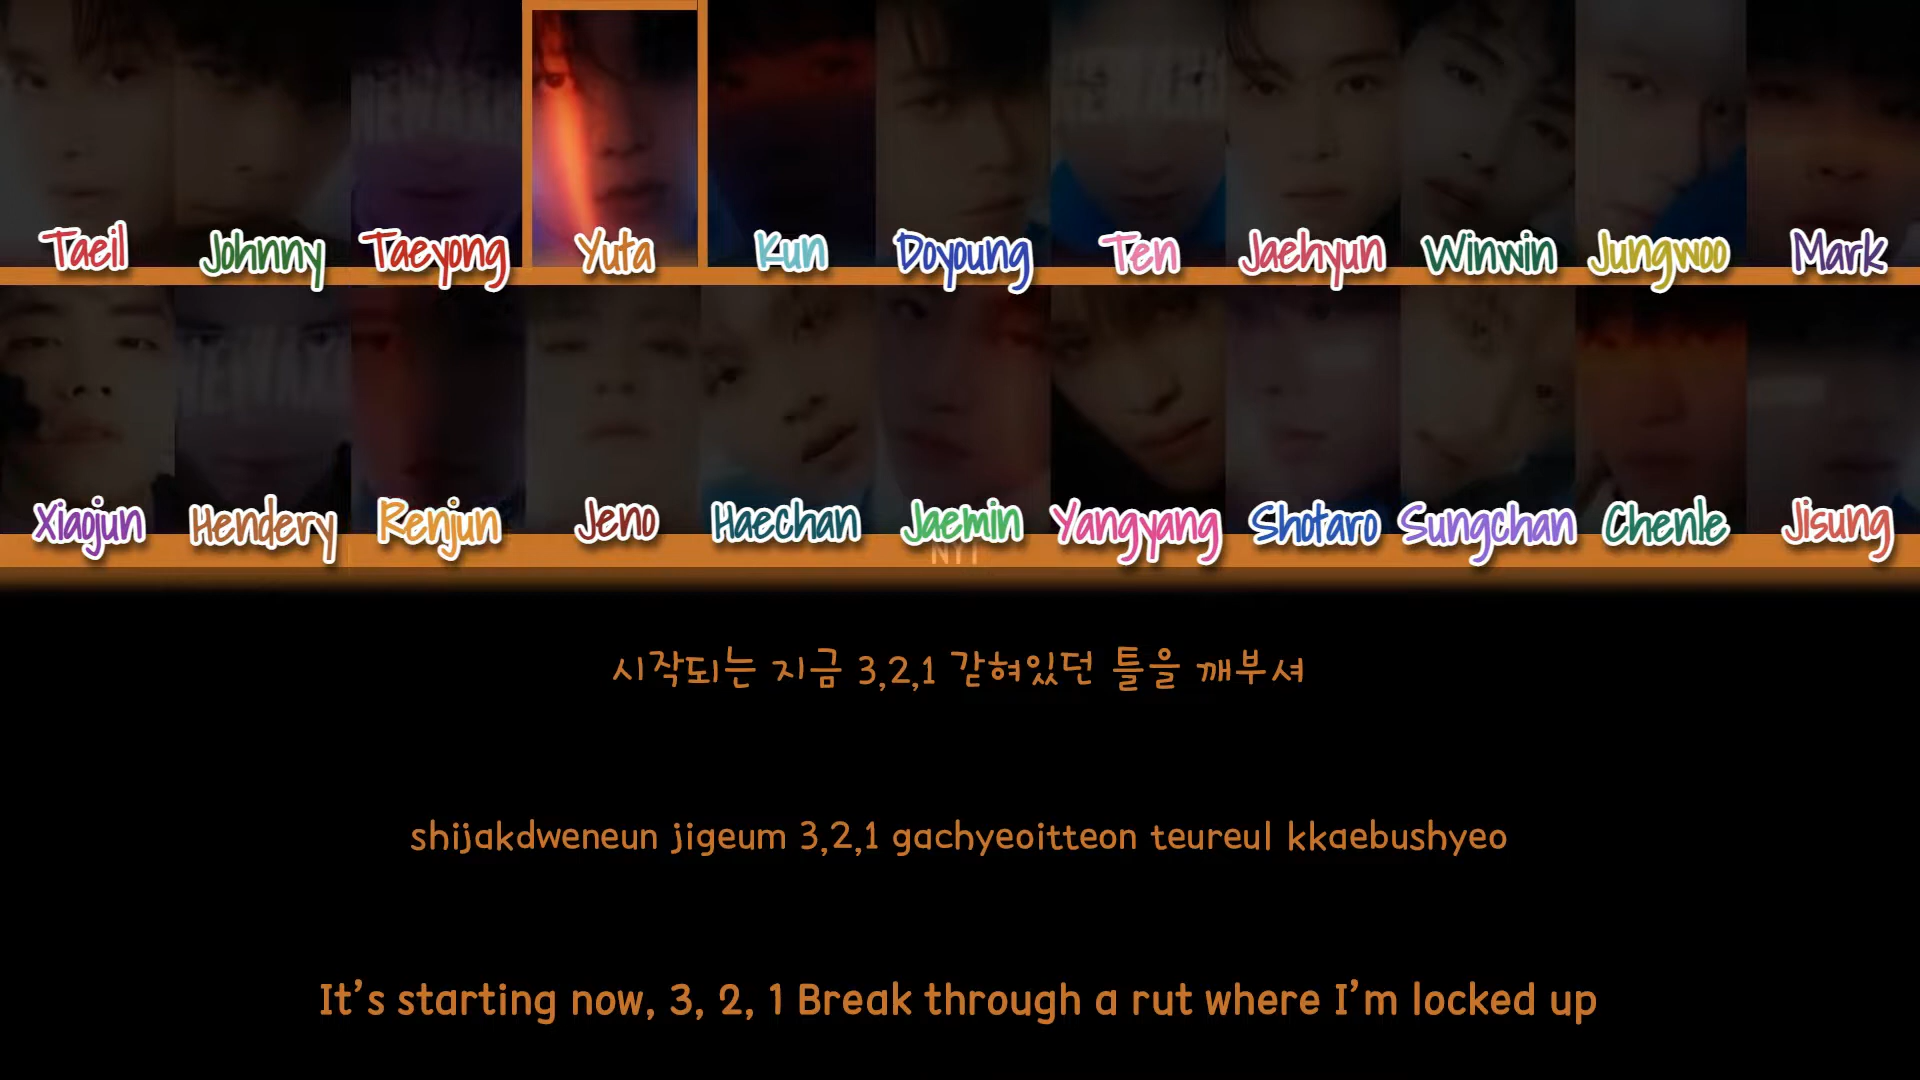 Taeil Johnny Taeyong Yuta Kun Doyoung Ten Jaehyun Winwin Jungwoo Mark
Xiaojun Hendery Renjun Jeno Haechan Jaemin Yangyang Shotaro Sungchan Chenle Jisung
시작되는 지금 3,2,1 갇혀있던 틀을 깨부셔
shijakdweneun jigeum 3,2,1 gachyeoitteon teureul kkaebushyeo
It's starting now, 3, 2, 1 Break through a rut where I'm locked up